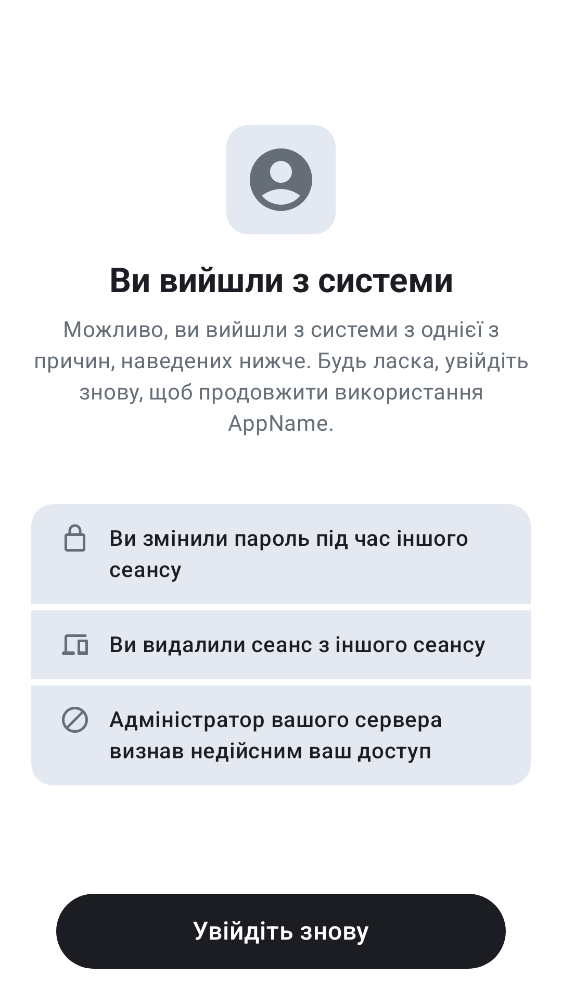 Ви вийшли з системи
Можливо, ви вийшли з системи з однієї з
причин, наведених нижче. Будь ласка, увійдіть
знову, щоб продовжити використання
AppName.
Ви змінили пароль під час іншого
сеансу
Ви видалили сеанс з іншого сеансу
Адміністратор вашого сервера
визнав недійсним ваш доступ
Увійдіть знову